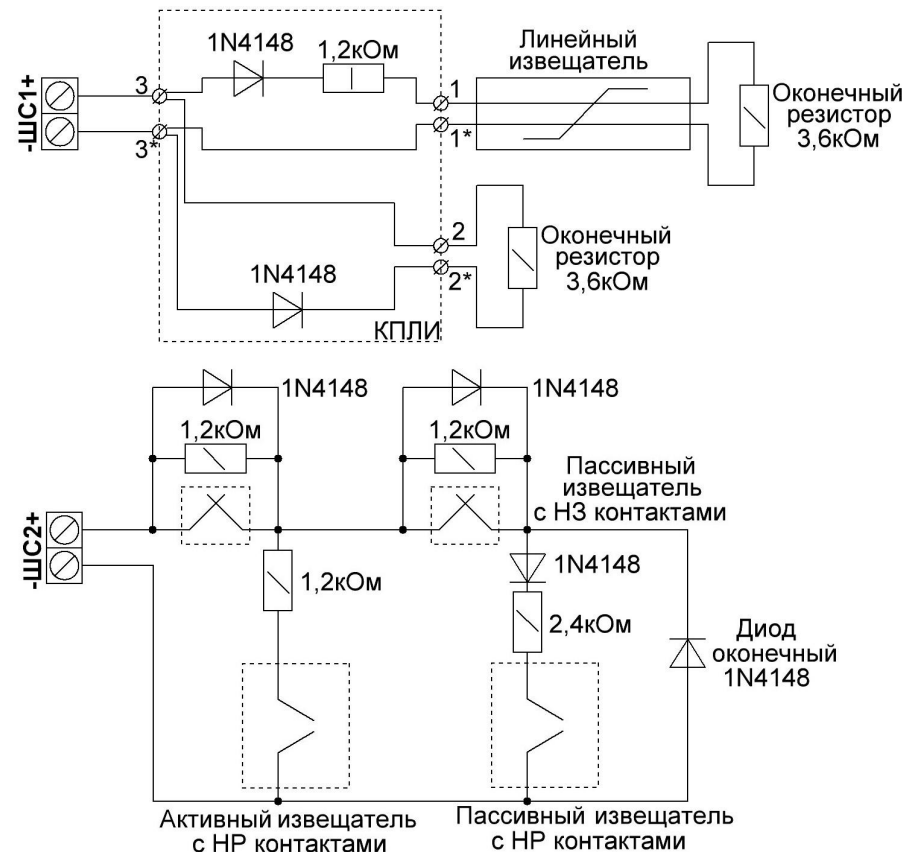 1N4148
1,2кОм
Линейный
извещатель
-ШС1+
3
3*
1
1*
Оконечный
резистор
3,6кОм
2
2*
1N4148
Оконечный
резистор
3,6кОм
КПЛИ
1N4148
1N4148
1,2кОм
1,2кОм
Пассивный
извещатель
с НЗ контактами
-ШС2+
1,2кОм
1N4148
2,4кОм
Диод
оконечный
1N4148
Активный извещатель
с НР контактами
Пассивный извещатель
с НР контактами